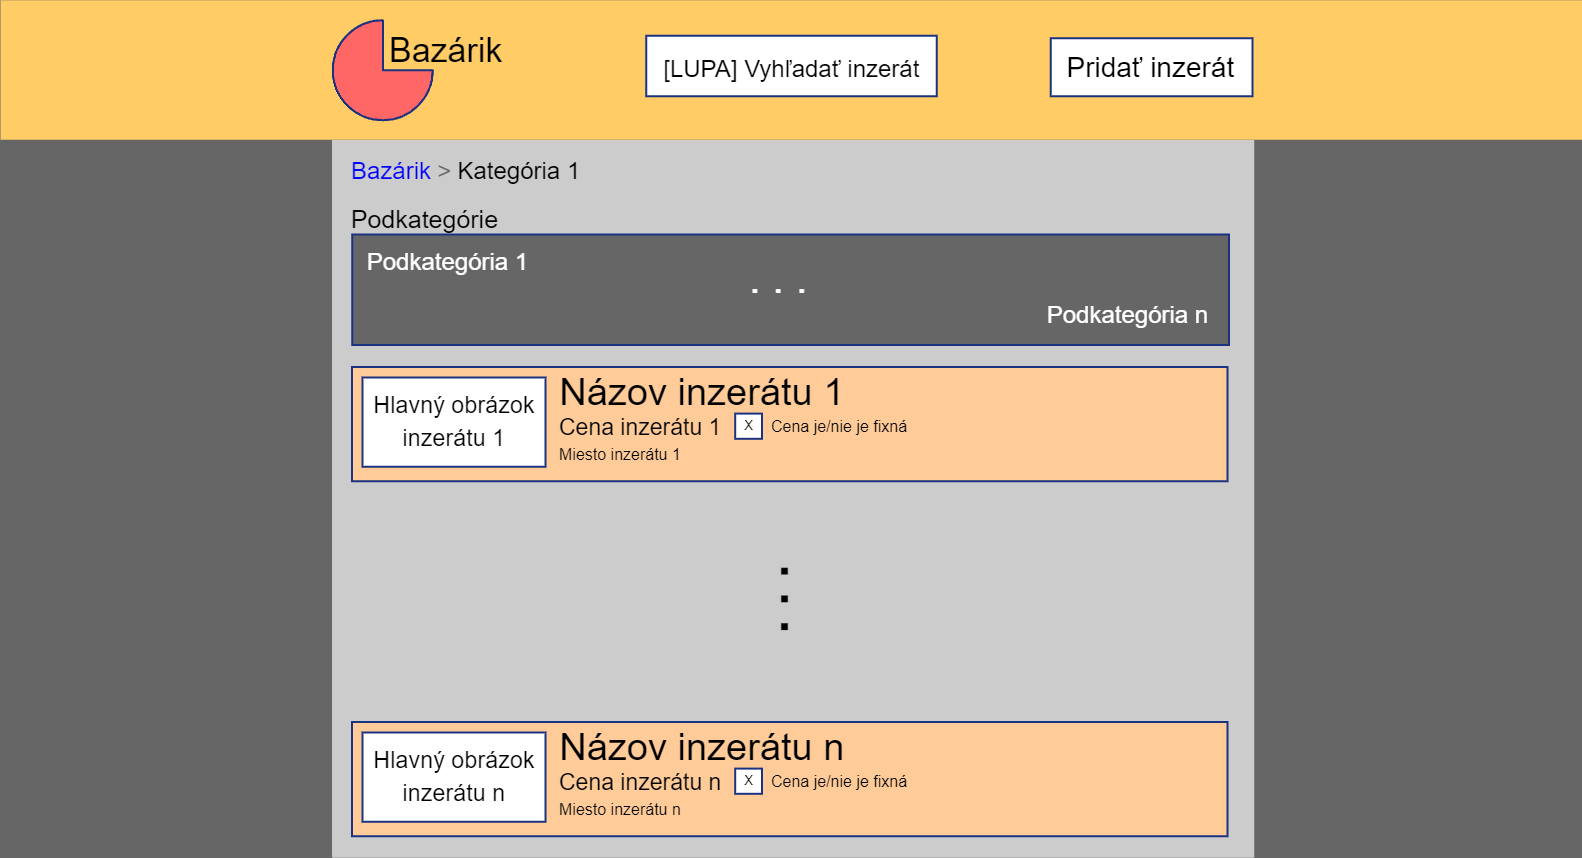 Bazárik
[LUPA] Vyhľadať inzerát
Pridať inzerát
Bazárik > Kategória 1
Podkategórie
Podkategória 1
. . .
Podkategória n
Hlavný obrázok
inzerátu 1
Názov inzerátu 1
Cena inzerátu 1
X
Cena je/nie je fixná
Miesto inzerátu 1
.
.
.
Hlavný obrázok
inzerátu n
Názov inzerátu n
Cena inzerátu n
X
Cena je/nie je fixná
Miesto inzerátu n